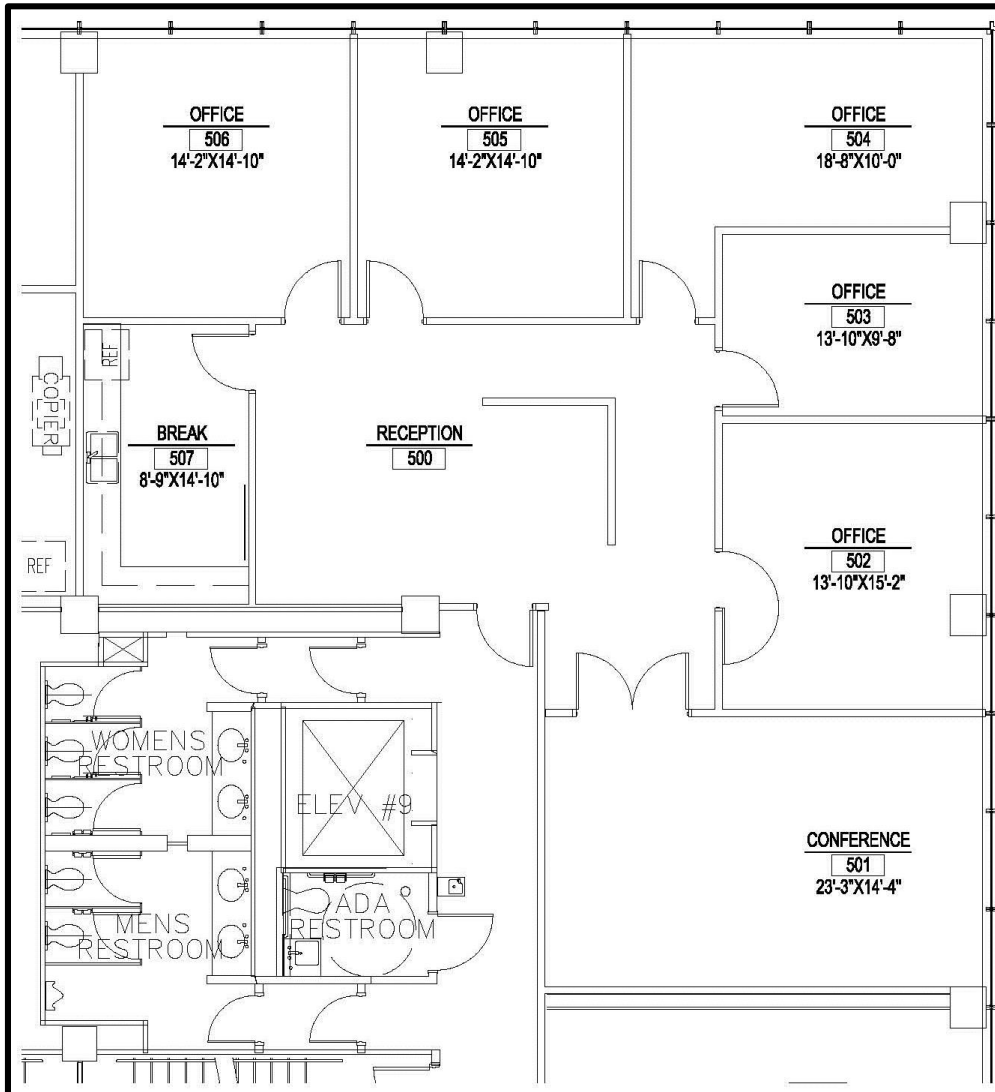 OFFICE
506
14'-2"X14'-10"
OFFICE
505
14'-2"X14'-10"
OFFICE
504
18'-8"X10'-0"
OFFICE
503
13'-10"X9'-8"
REF
COPIER
BREAK
507
8'-9"X14'-10"
RECEPTION
500
REF
OFFICE
502
13'-10"X15'-2"
WOMENS
RESTROOM
ELEV #9
CONFERENCE
501
23'-3"X14'-4"
MENS
RESTROOM
ADA
RESTROOM